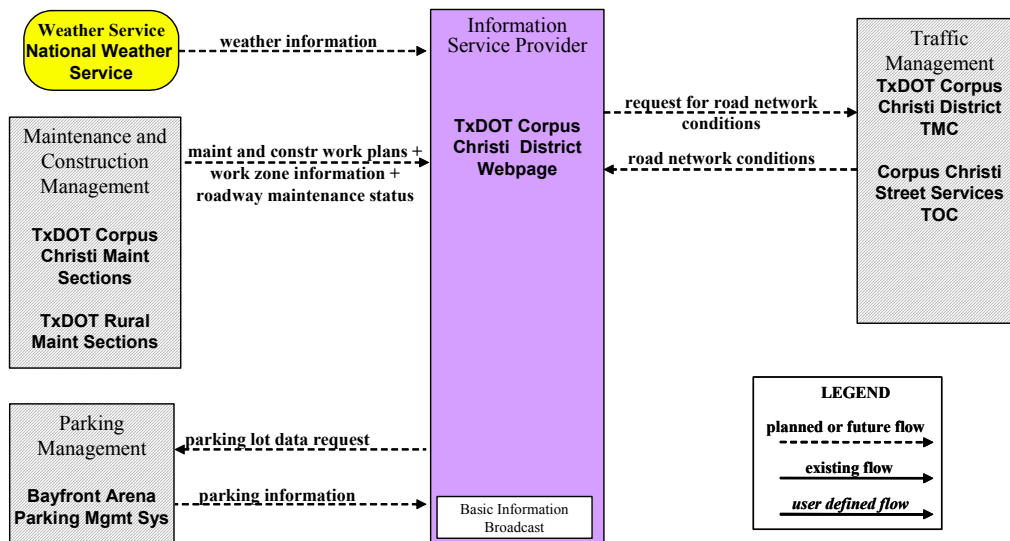 Weather Service
National Weather
Service
weather information
Maintenance and
Construction
Management
TxDOT Corpus
Christi Maint
Sections
TxDOT Rural
Maint Sections
maint and constr work plans +
work zone information +
roadway maintenance status
Parking
Management
Bayfront Arena
Parking Mgmt Sys
parking lot data request
parking information
Information
Service Provider
TxDOT Corpus
Christi District
Webpage
Basic Information
Broadcast
request for road network
conditions
road network conditions
Traffic
Management
TxDOT Corpus
Christi District
TMC
Corpus Christi
Street Services
TOC
LEGEND
planned or future flow
existing flow
user defined flow